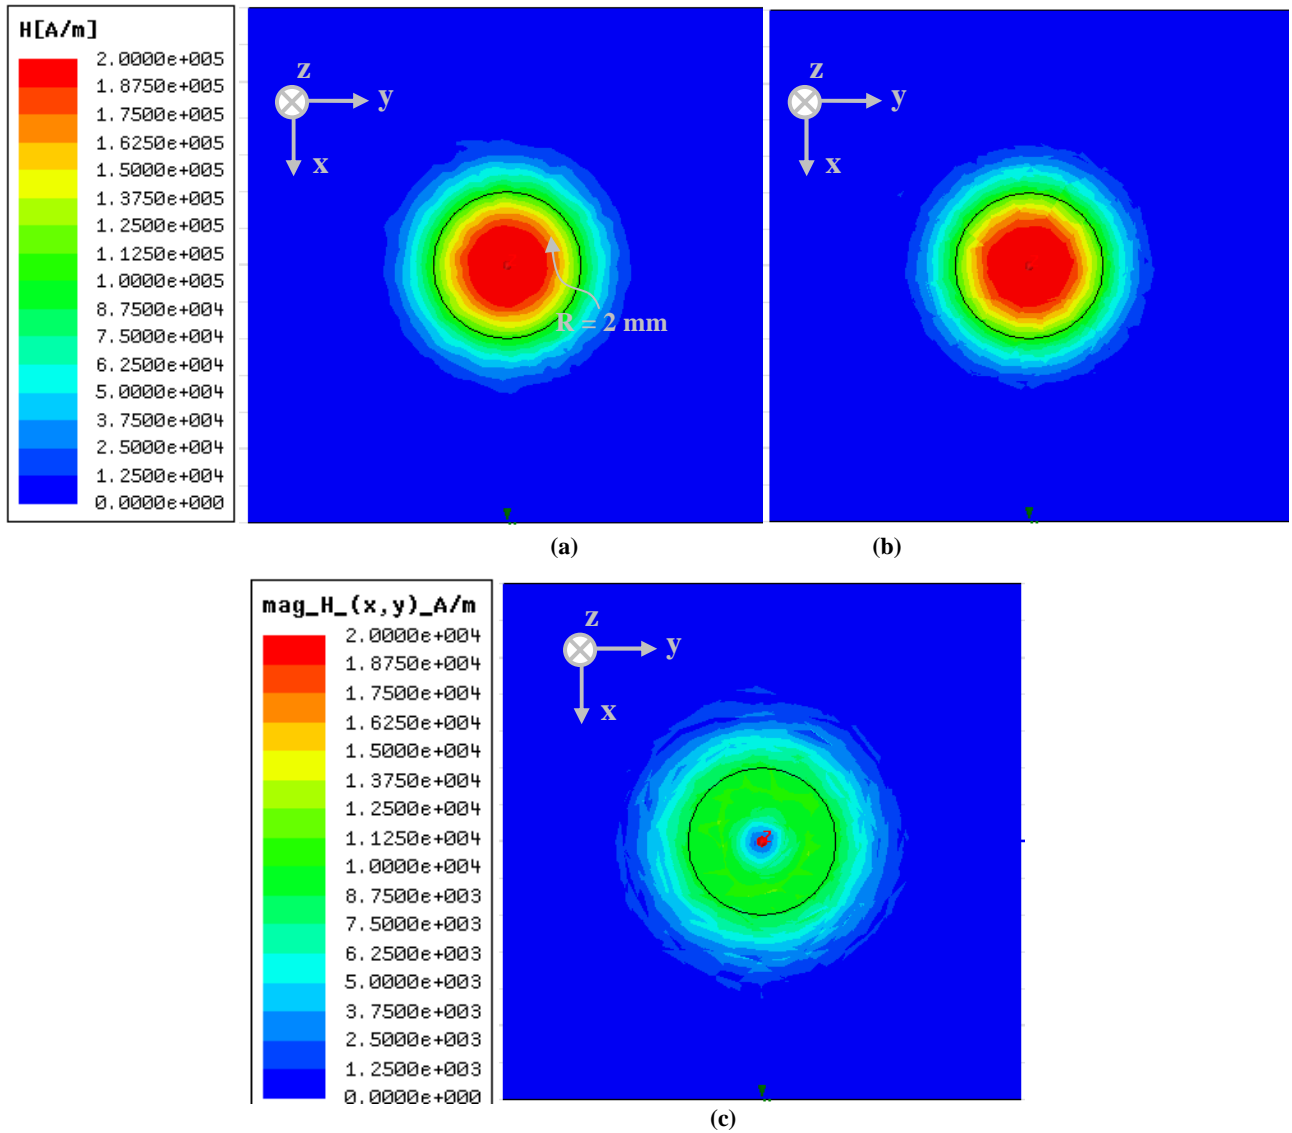 H[A/m]
2.0000e+005
1.8750e+005
1.7500e+005
1.6250e+005
1.5000e+005
1.3750e+005
1.2500e+005
1.1250e+005
1.0000e+005
8.7500e+004
7.5000e+004
6.2500e+004
5.0000e+004
3.7500e+004
2.5000e+004
1.2500e+004
0.0000e+000
z
y
x
R = 2 mm
z
y
x
(a)
(b)
mag_H_(x,y)_A/m
2.0000e+004
1.8750e+004
1.7500e+004
1.6250e+004
1.5000e+004
1.3750e+004
1.2500e+004
1.1250e+004
1.0000e+004
8.7500e+003
7.5000e+003
6.2500e+003
5.0000e+003
3.7500e+003
2.5000e+003
1.2500e+003
0.0000e+000
z
y
x
(c)